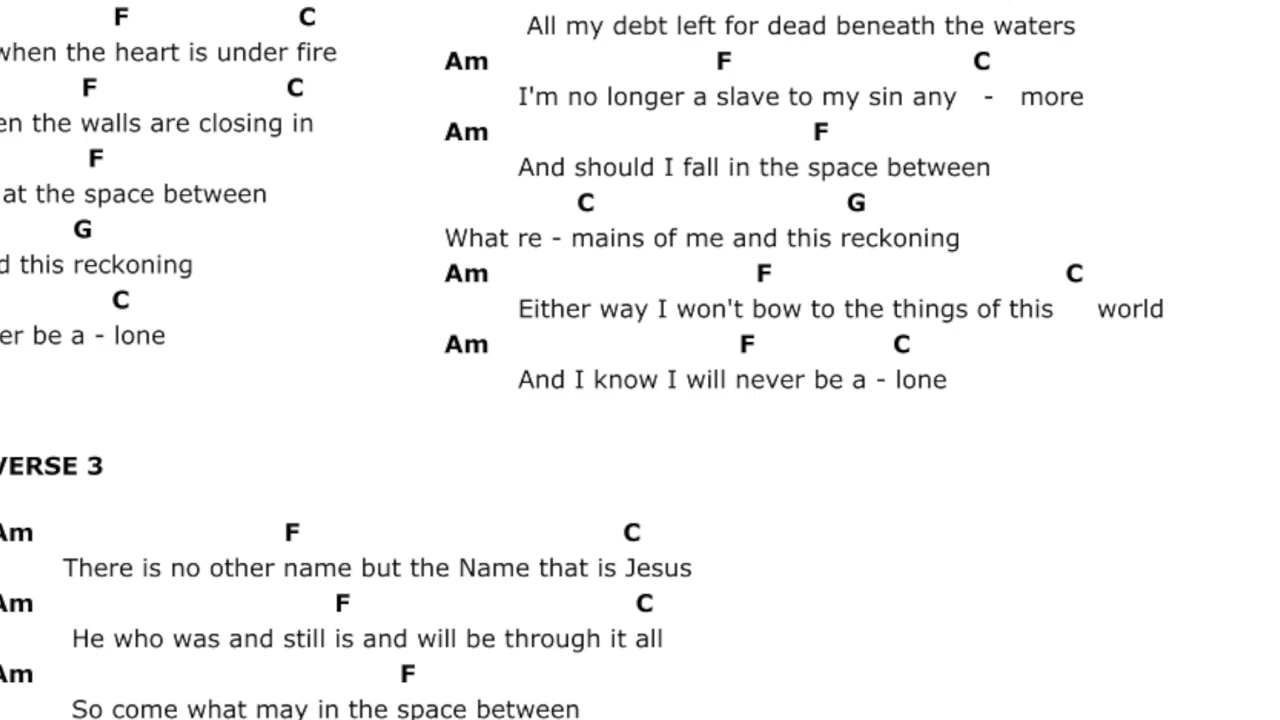 F C
when the heart is under fire
F C
the walls are closing in
F
at the space between
G
this reckoning
C
be a - lone
All my debt left for dead beneath the waters
Am F C
I'm no longer a slave to my sin any - more
Am F
And should I fall in the space between
C G
What re - mains of me and this reckoning
Am F C
Either way I won't bow to the things of this world
Am F C
And I know I will never be a - lone
VERSE 3
Am F C
There is no other name but the Name that is Jesus
Am F C
He who was and still is and will be through it all
Am F
So come what may in the space between